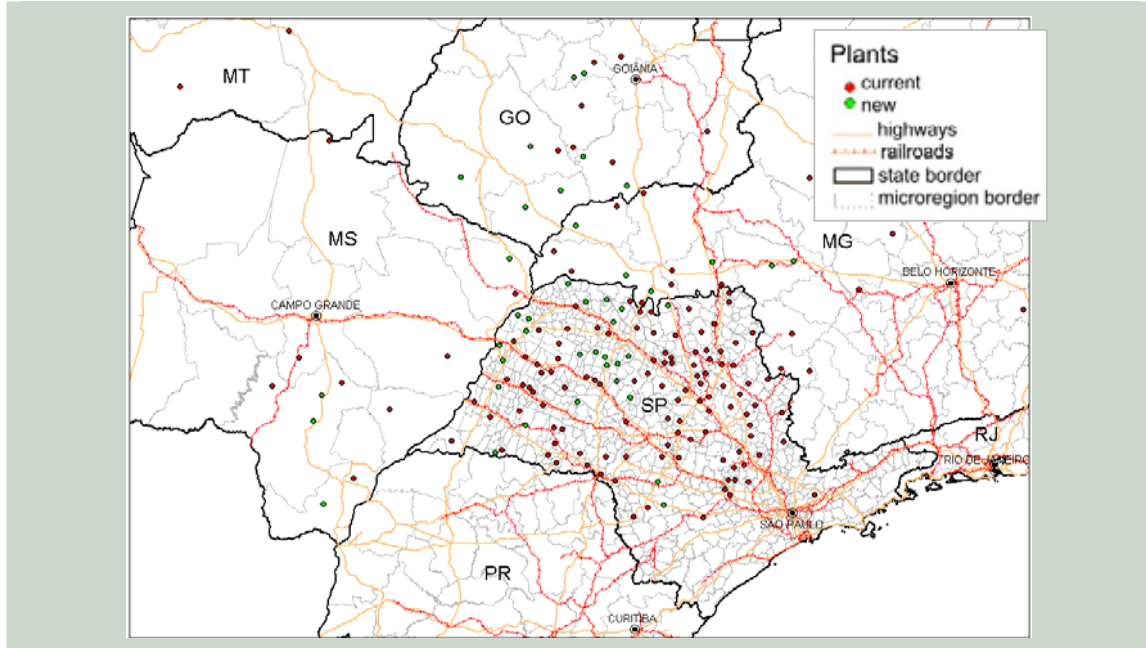 Plants
current
new
highways
railroads
state border
microregion border
MT
GOIÂNIA
GO
MS
MG
BELO HORIZONTE
CAMPO GRANDE
SP
RJ
RIO DE JANEIRO
SÃO PAULO
PR
CURITIBA